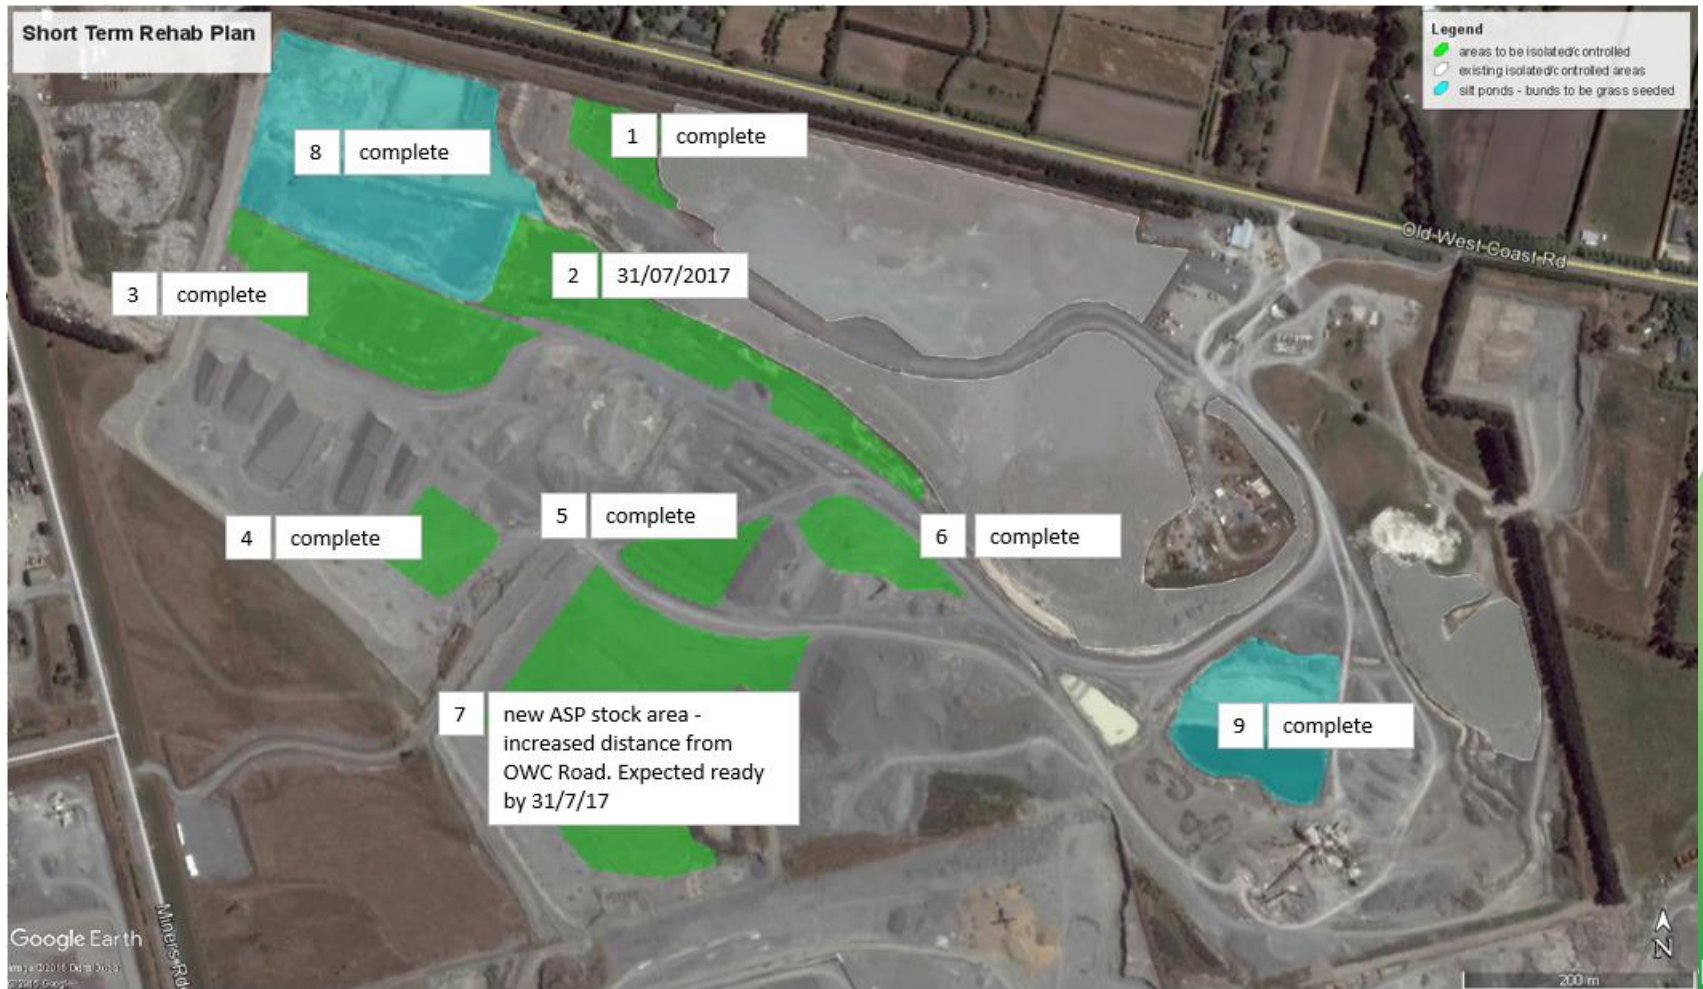 Short Term Rehab Plan
Legend
areas to be isolated/controlled
existing isolated/controlled areas
silt ponds - bunds to be grass seeded
1 complete
8 complete
Old West Coast Rd
2 31/07/2017
3 complete
5 complete
4 complete
6 complete
7 new ASP stock area -
increased distance from
OWC Road. Expected ready
by 31/7/17
9 complete
Miners Rd
Google Earth
N
200 m